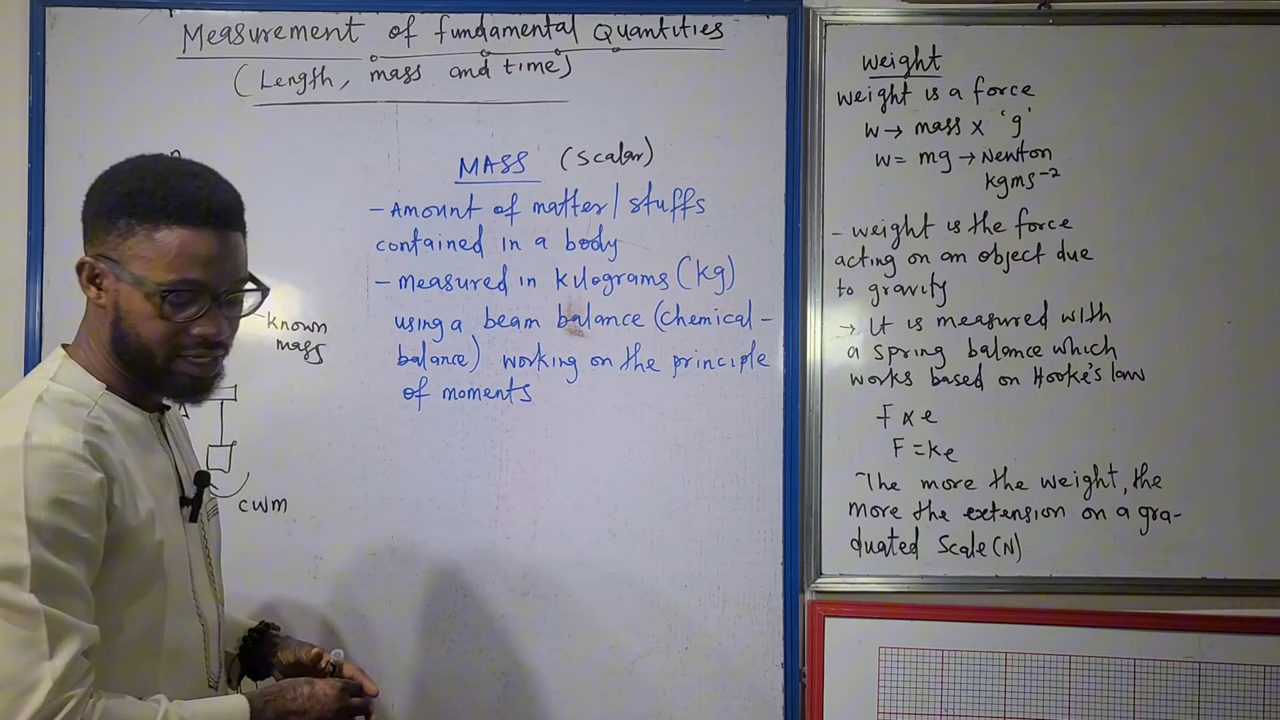 Measurement of fundamental Quantities
(Length, mass and time)
MASS (Scalar)
- Amount of matter/stuffs
contained in a body
- measured in kilograms (kg)
using a beam balance (chemical-
balance) working on the principle
of moments
known
mass
cwm
weight
weight is a force
w → mass x 'g'
w = mg → Newton
kgms⁻²
- weight is the force
acting on an object due
to gravity
→ It is measured with
a spring balance which
works based on Hooke's law
F ∝ e
F = ke
The more the weight, the
more the extension on a gra-
duated scale (N)